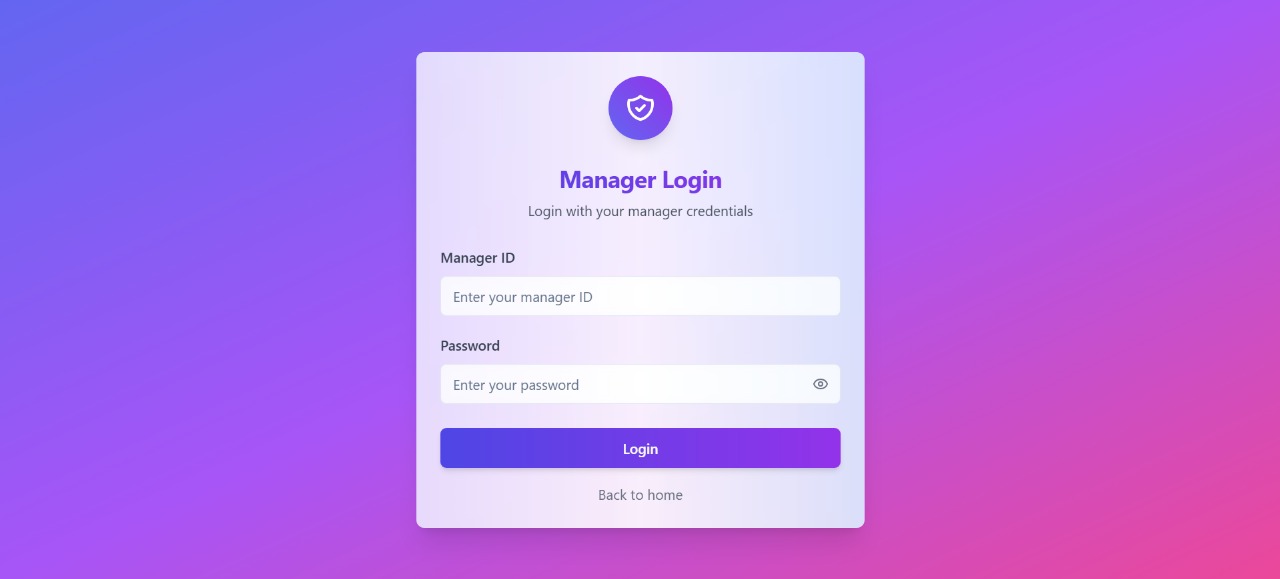 Manager Login
Login with your manager credentials
Manager ID
Enter your manager ID
Password
Enter your password
Login
Back to home